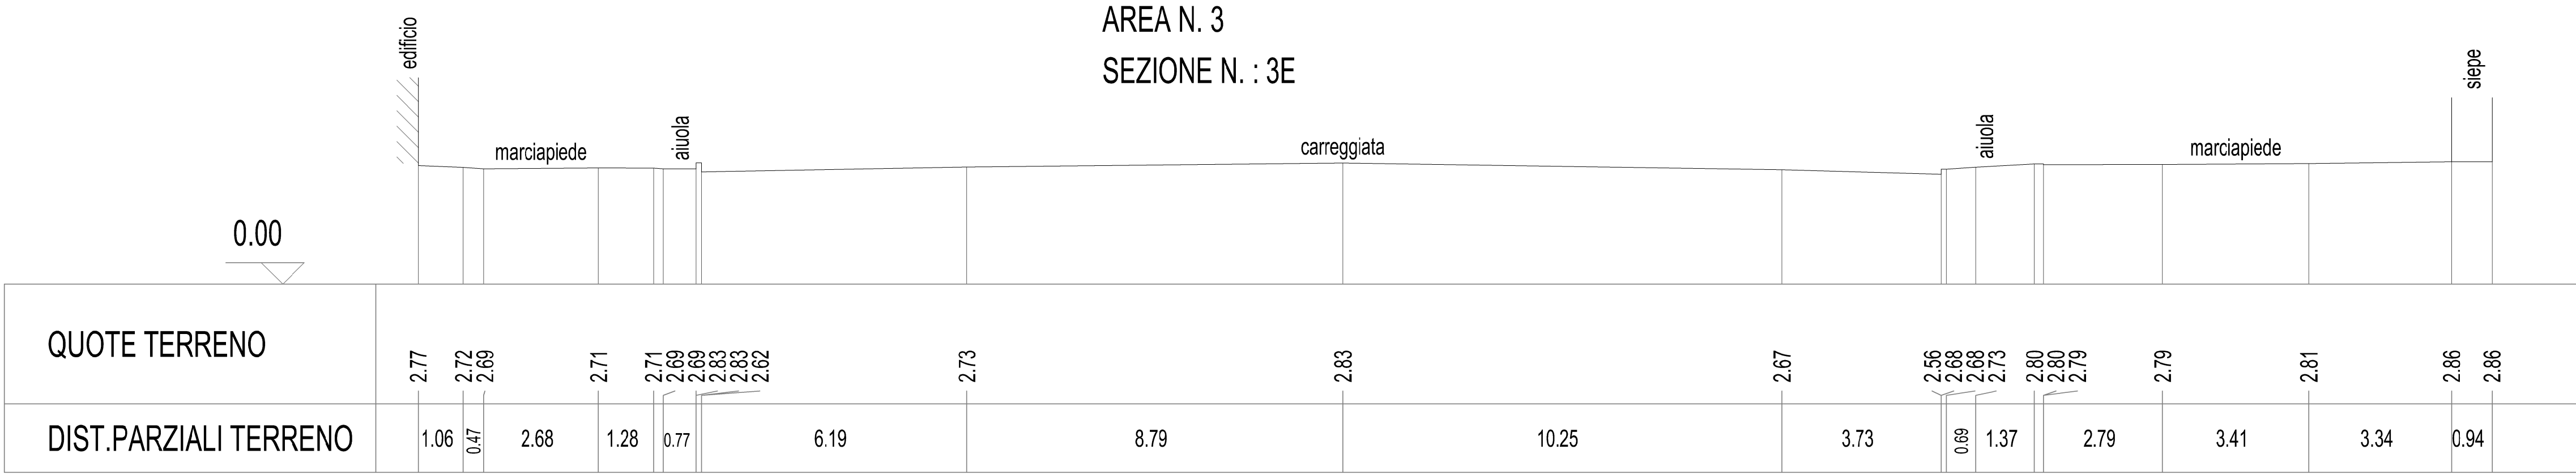 AREA N. 3
SEZIONE N. : 3E
edificio
marciapiede
aiuola
carreggiata
aiuola
marciapiede
siepe
0.00
QUOTE TERRENO
2.77 2.72 2.69 2.71 2.71 2.69 2.69 2.83 2.83 2.62 2.73 2.83 2.67 2.56 2.68 2.68 2.73 2.80 2.80 2.79 2.79 2.81 2.86 2.86
DIST.PARZIALI TERRENO
1.06 0.47 2.68 1.28 0.77 6.19 8.79 10.25 3.73 0.69 1.37 2.79 3.41 3.34 0.94